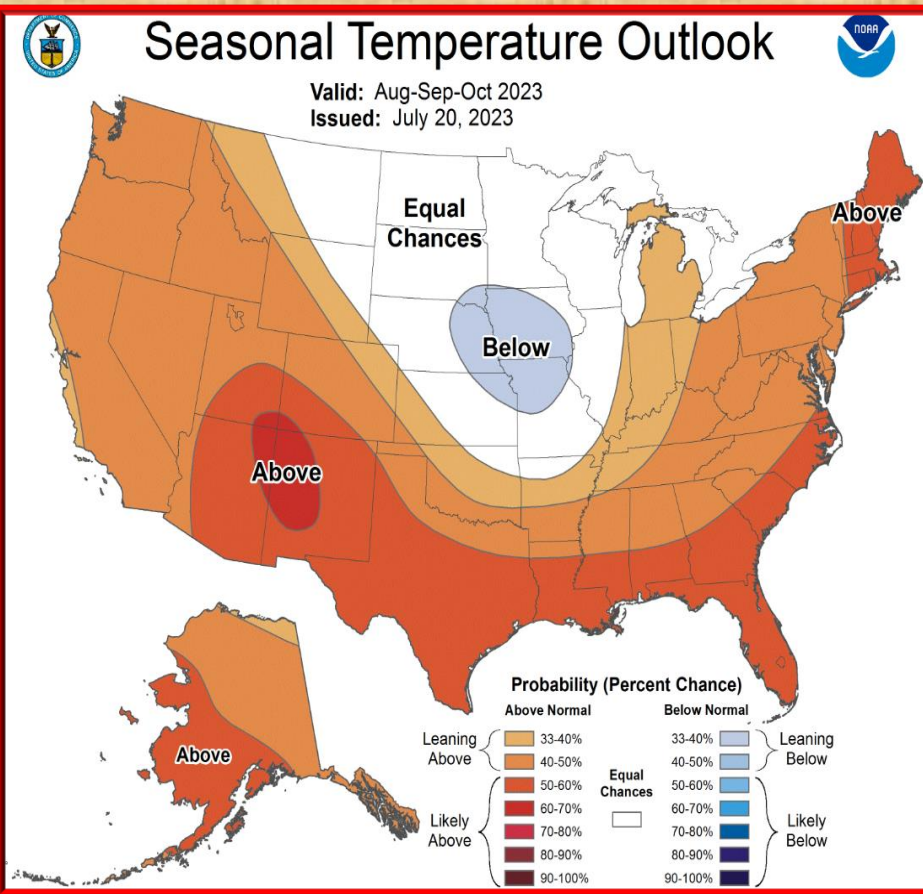 Seasonal Temperature Outlook
NOAA
Valid: Aug-Sep-Oct 2023
Issued: July 20, 2023
Equal
Chances
Above
Below
Above
Above
Probability (Percent Chance)
Above Normal
Below Normal
Leaning
Above
33-40%
40-50%
Likely
Above
50-60%
60-70%
70-80%
80-90%
90-100%
Equal
Chances
33-40%
40-50%
Leaning
Below
50-60%
60-70%
70-80%
80-90%
90-100%
Likely
Below